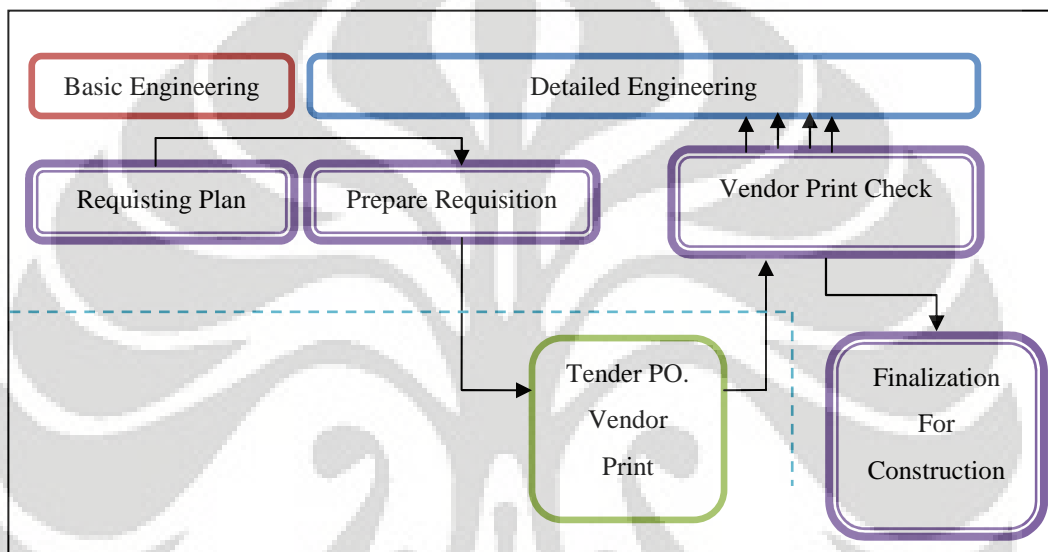 Basic Engineering
Detailed Engineering
Requisting Plan
Prepare Requisition
Vendor Print Check
Tender PO.
Vendor
Print
Finalization
For
Construction